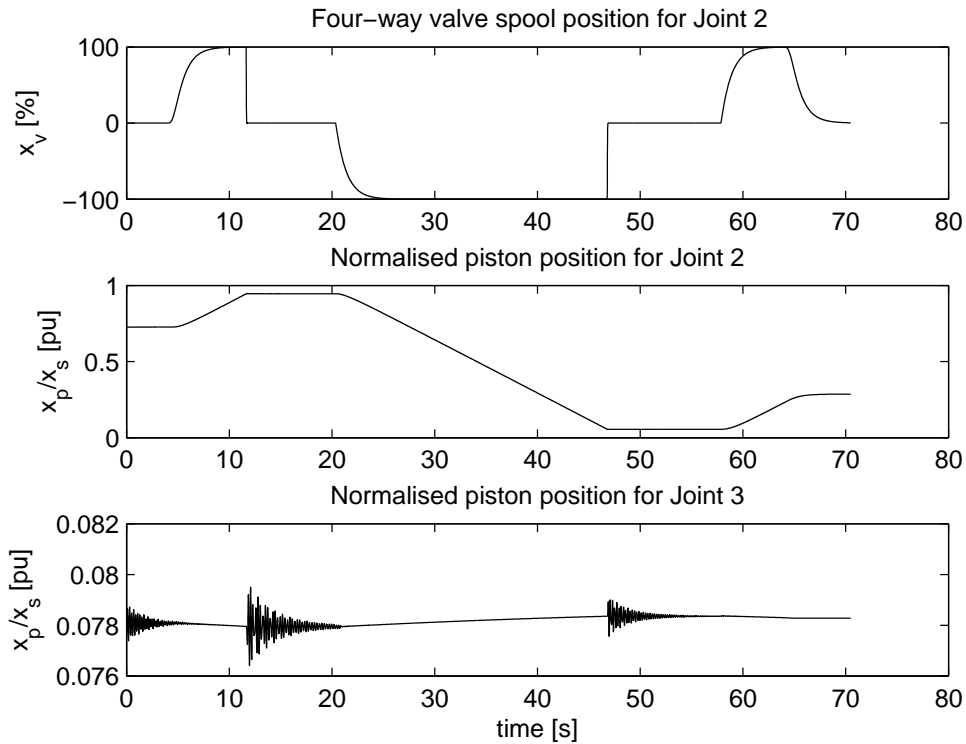 Four−way valve spool position for Joint 2
x_v [%]
100
0
−100
0 10 20 30 40 50 60 70 80
Normalised piston position for Joint 2
x_p/x_s [pu]
1
0.5
0
0 10 20 30 40 50 60 70 80
Normalised piston position for Joint 3
x_p/x_s [pu]
0.082
0.08
0.078
0.076
0 10 20 30 40 50 60 70 80
time [s]